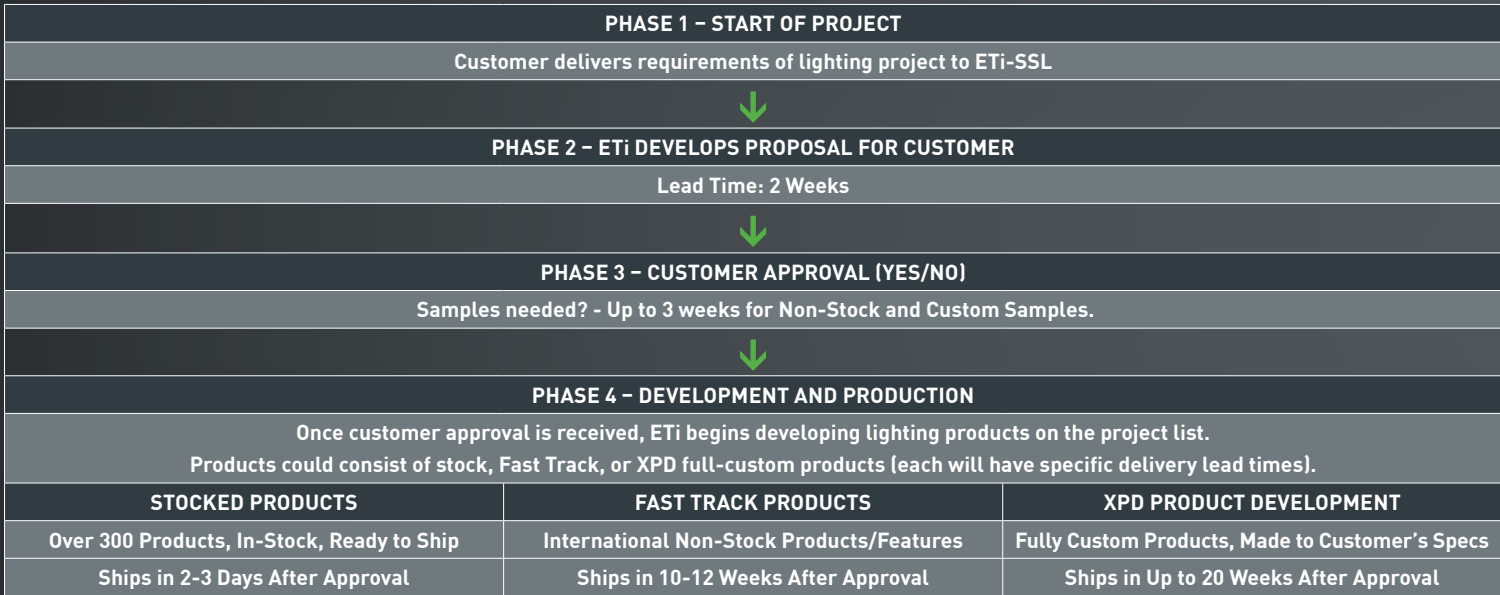 PHASE 1 – START OF PROJECT
Customer delivers requirements of lighting project to ETi-SSL
PHASE 2 – ETi DEVELOPS PROPOSAL FOR CUSTOMER
Lead Time: 2 Weeks
PHASE 3 – CUSTOMER APPROVAL (YES/NO)
Samples needed? - Up to 3 weeks for Non-Stock and Custom Samples.
PHASE 4 – DEVELOPMENT AND PRODUCTION
Once customer approval is received, ETi begins developing lighting products on the project list.
Products could consist of stock, Fast Track, or XPD full-custom products (each will have specific delivery lead times).
STOCKED PRODUCTS
FAST TRACK PRODUCTS
XPD PRODUCT DEVELOPMENT
Over 300 Products, In-Stock, Ready to Ship
International Non-Stock Products/Features
Fully Custom Products, Made to Customer’s Specs
Ships in 2-3 Days After Approval
Ships in 10-12 Weeks After Approval
Ships in Up to 20 Weeks After Approval